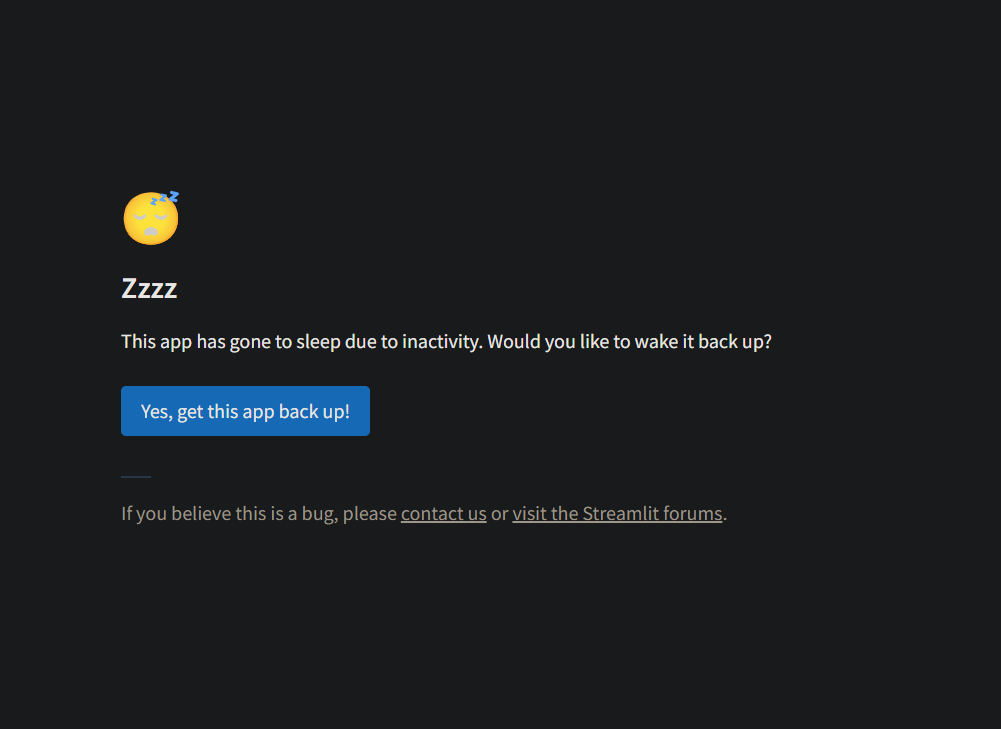 Zzzz
This app has gone to sleep due to inactivity. Would you like to wake it back up?
Yes, get this app back up!
If you believe this is a bug, please contact us or visit the Streamlit forums.